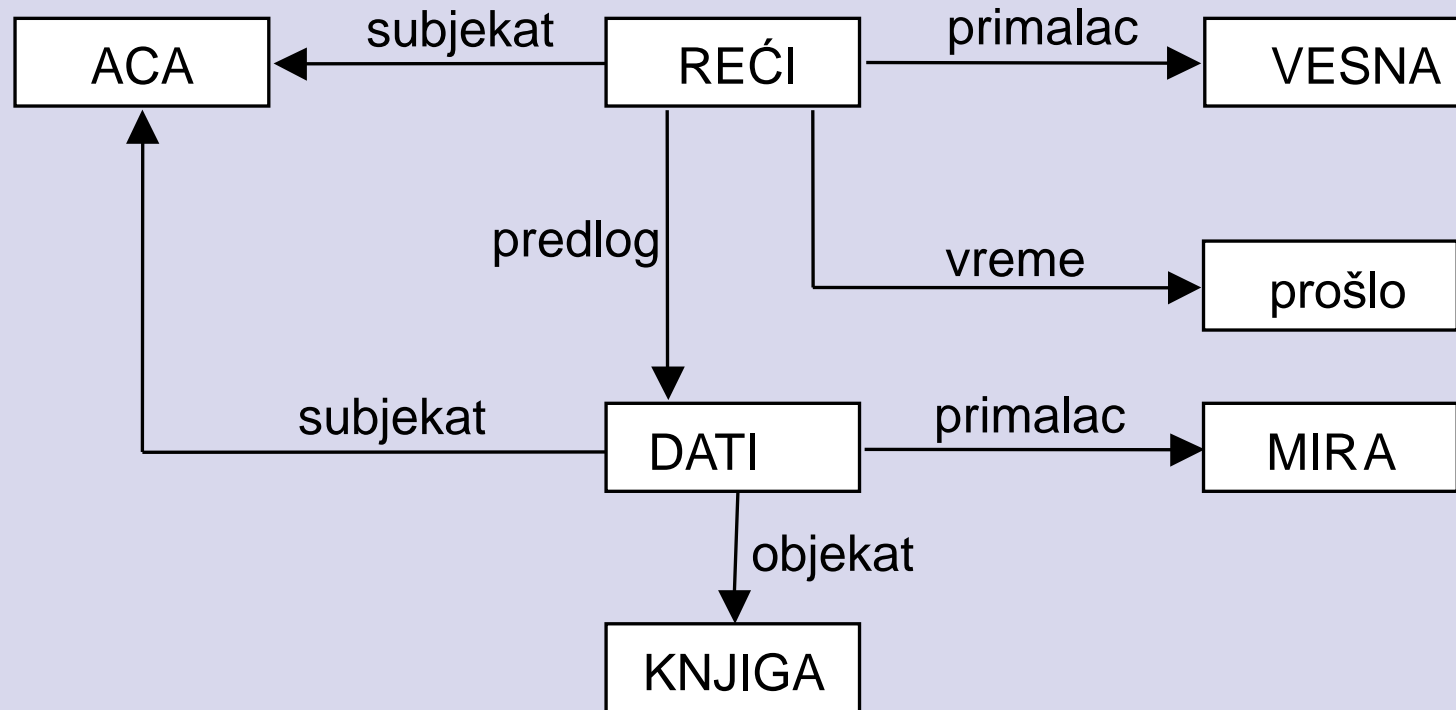 subjekat
primalac
ACA
REĆI
VESNA
predlog
vreme
prošlo
subjekat
primalac
DATI
MIRA
objekat
KNJIGA